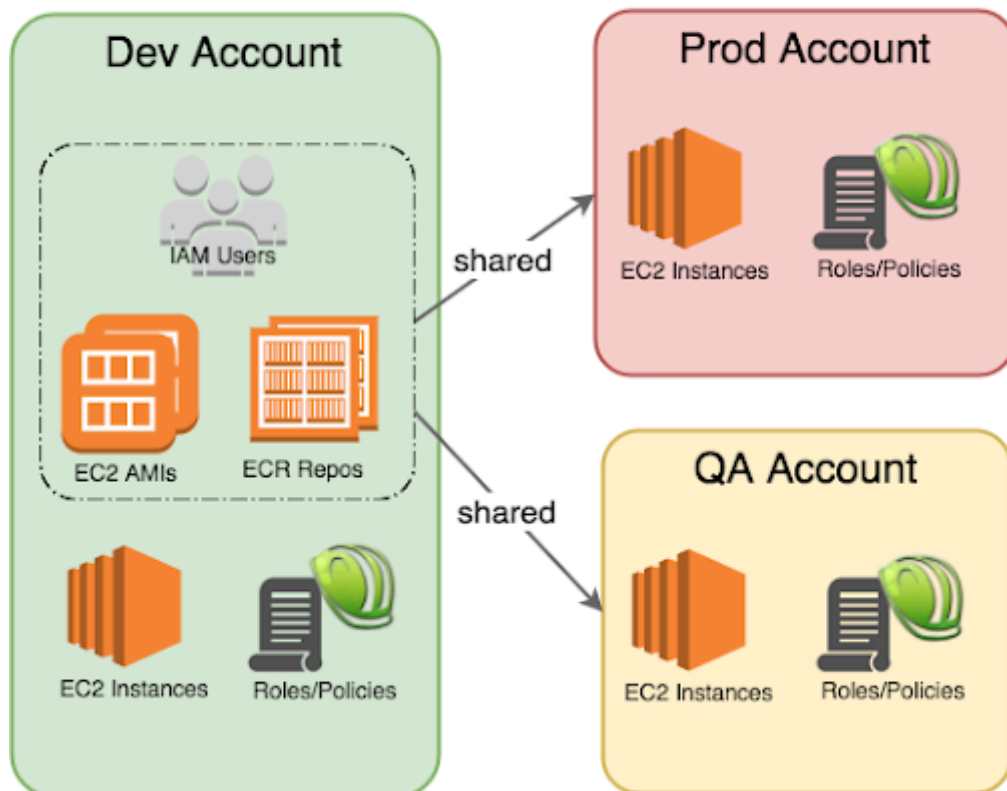 Dev Account
IAM Users
EC2 AMIs
ECR Repos
EC2 Instances
Roles/Policies
shared
shared
Prod Account
EC2 Instances
Roles/Policies
QA Account
EC2 Instances
Roles/Policies